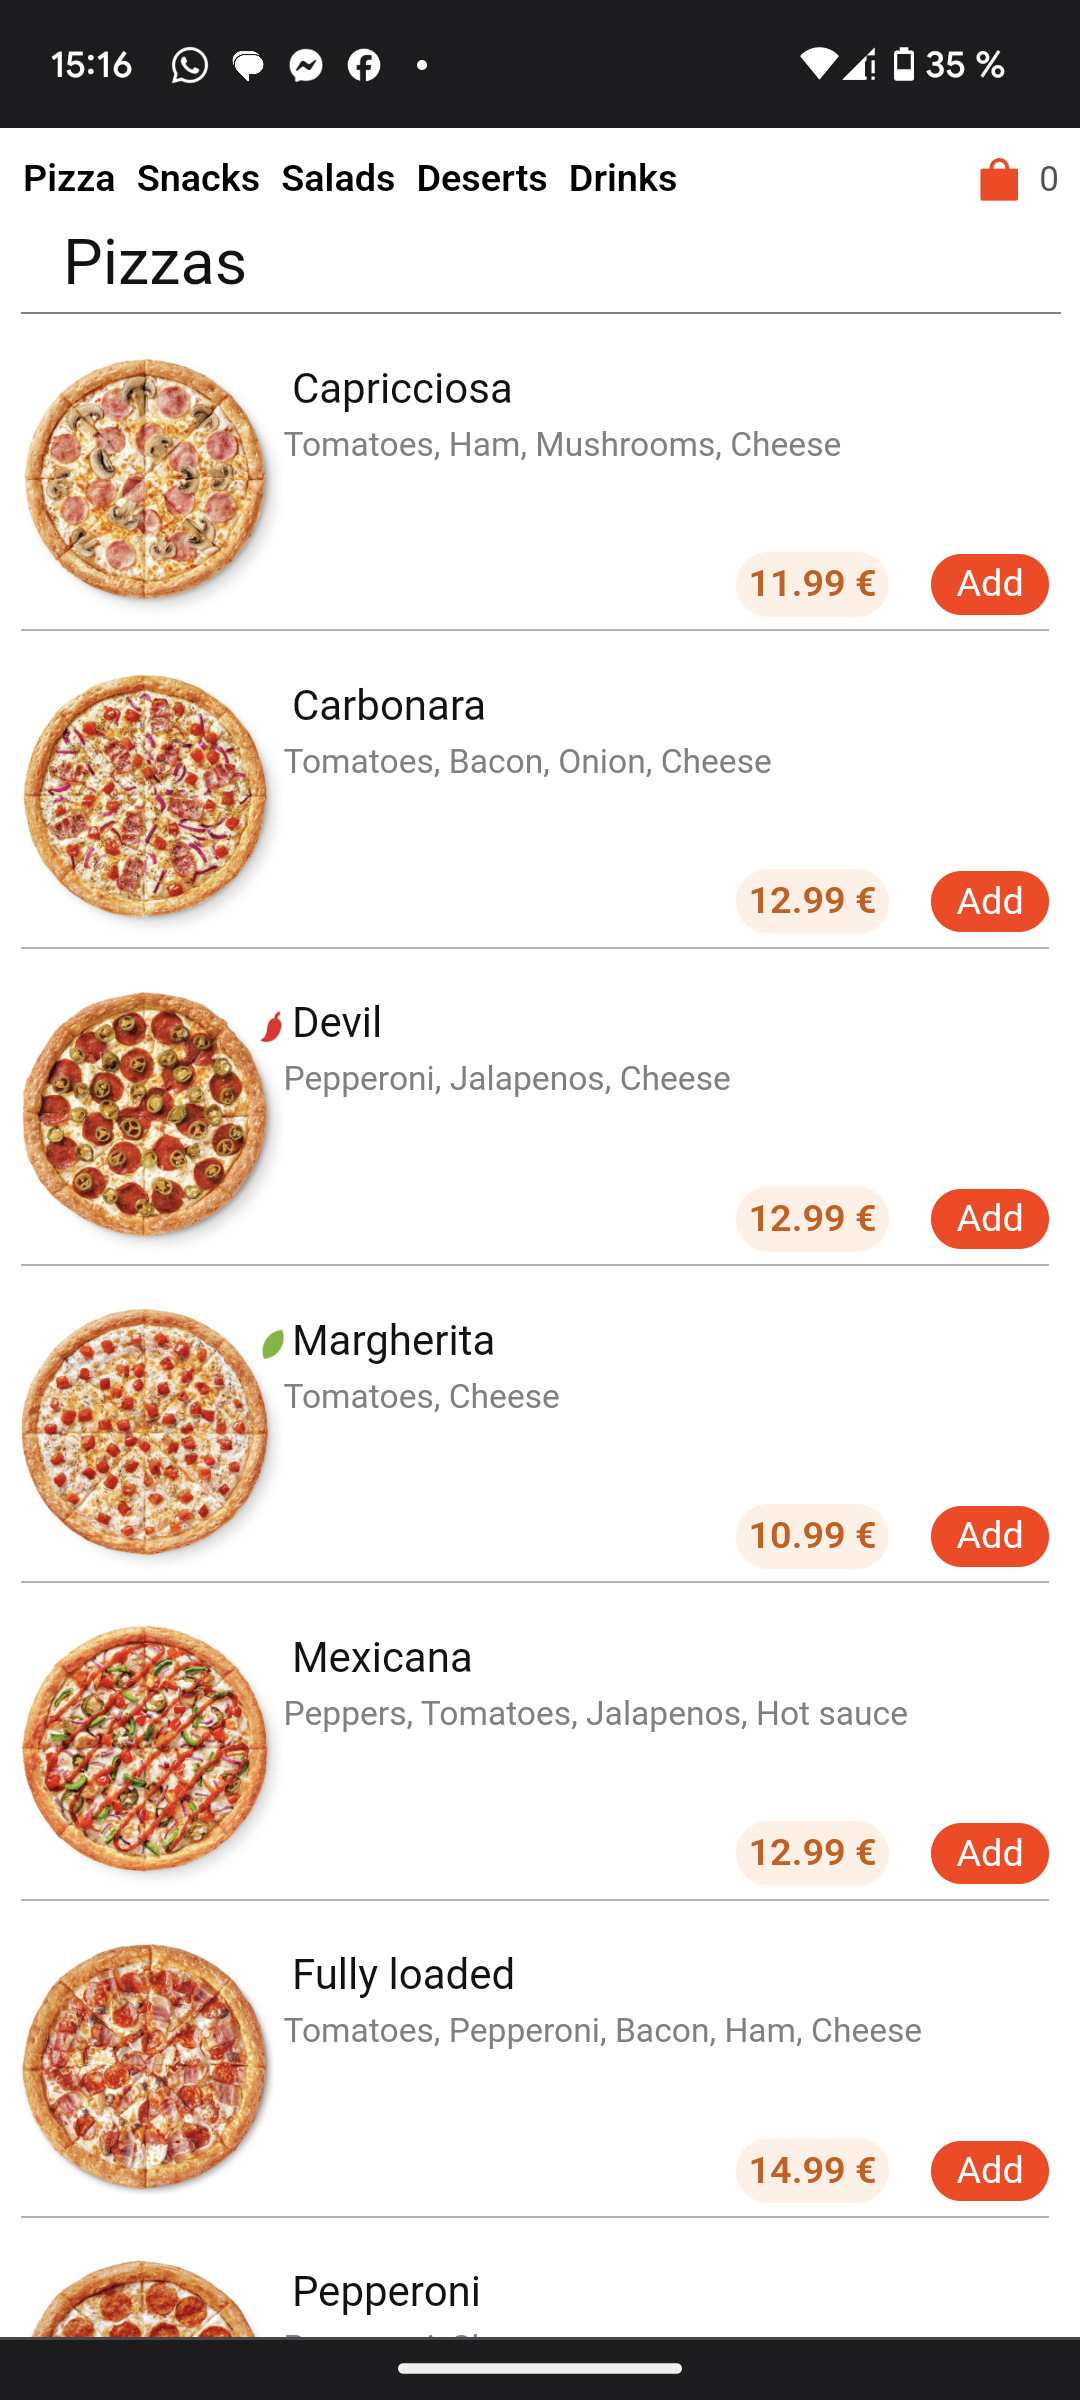 15:16 35 %
Pizza Snacks Salads Deserts Drinks 0
Pizzas
Capricciosa
Tomatoes, Ham, Mushrooms, Cheese
11.99 € Add
Carbonara
Tomatoes, Bacon, Onion, Cheese
12.99 € Add
Devil
Pepperoni, Jalapenos, Cheese
12.99 € Add
Margherita
Tomatoes, Cheese
10.99 € Add
Mexicana
Peppers, Tomatoes, Jalapenos, Hot sauce
12.99 € Add
Fully loaded
Tomatoes, Pepperoni, Bacon, Ham, Cheese
14.99 € Add
Pepperoni